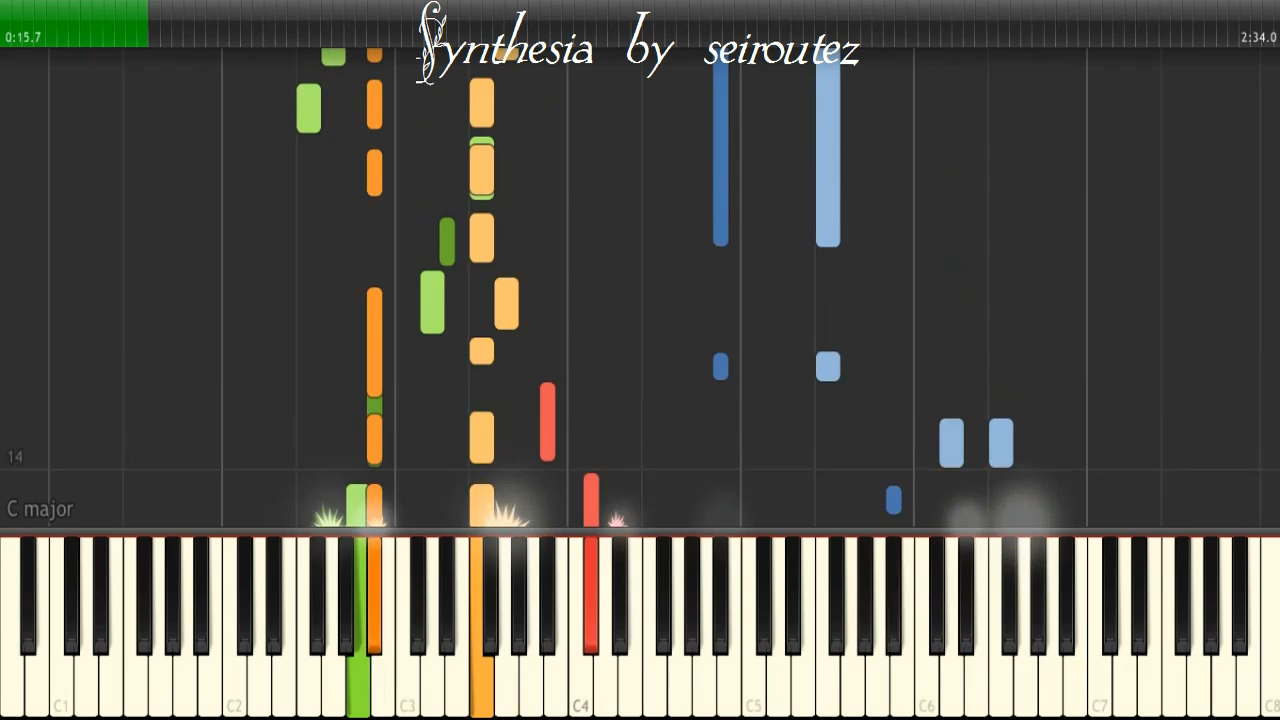 Synthesia by seiroutez
0:15.7
2:34.0
14
C major
C1 C2 C3 C4 C5 C6 C7 C8